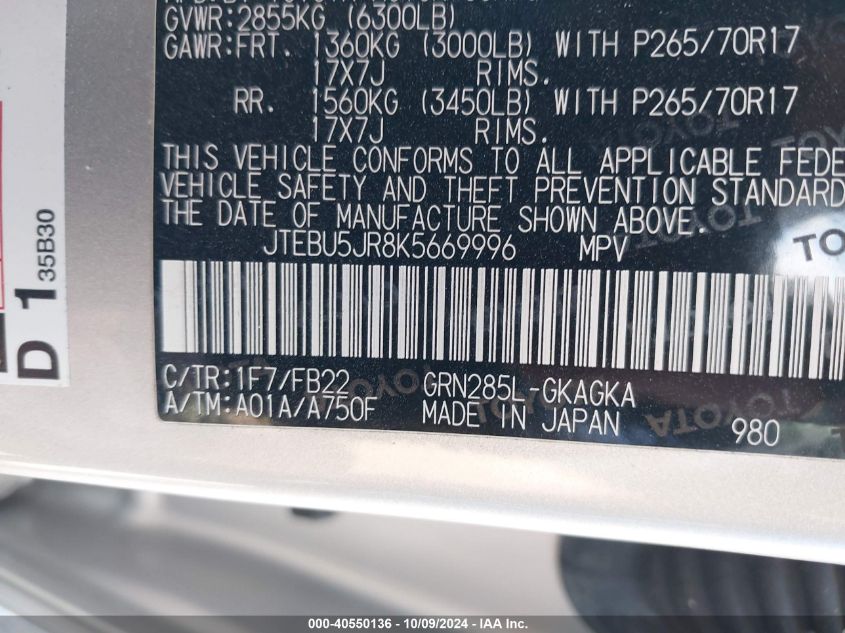 GVWR:2855KG (6300LB)
GAWR:FRT. 1360KG (3000LB) WITH P265/70R17
17X7J RIMS.
RR. 1560KG (3450LB) WITH P265/70R17
17X7J RIMS.
THIS VEHICLE CONFORMS TO ALL APPLICABLE FEDE
VEHICLE SAFETY AND THEFT PREVENTION STANDARD
THE DATE OF MANUFACTURE SHOWN ABOVE.
JTEBU5JR8K5669996 MPV
C/TR:1F7/FB22 GRN285L-GKAGKA
A/TM:A01A/A750F MADE IN JAPAN 980
D 1 35B30
TOYOTA
000-40550136 - 10/09/2024 - IAA Inc.